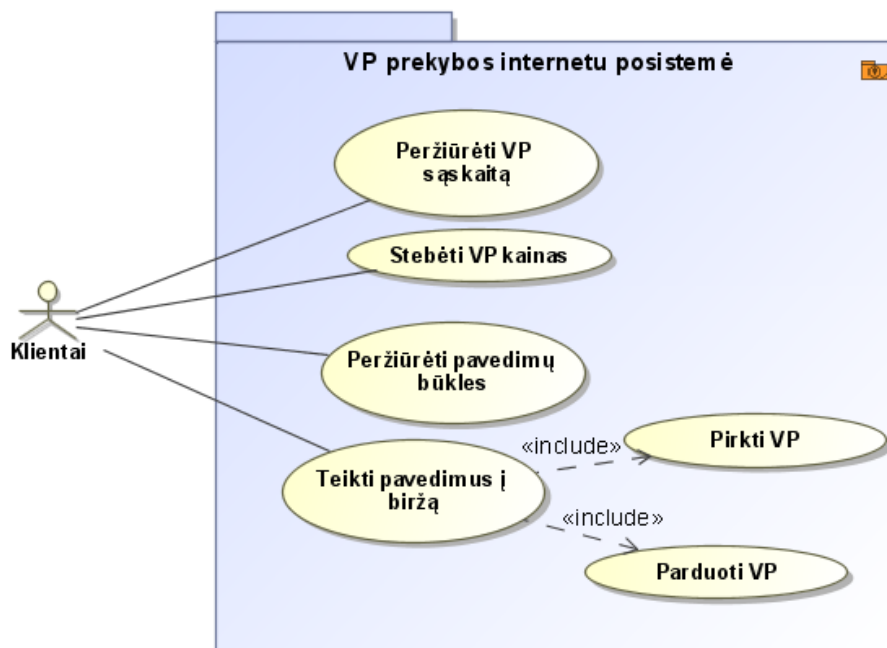 VP prekybos internetu posistemė
Peržiūrėti VP
sąskaitą
Stebėti VP kainas
Klientai
Peržiūrėti pavedimų
būkles
«include»
Pirkti VP
Teikti pavedimus į
biržą
«include»
Parduoti VP